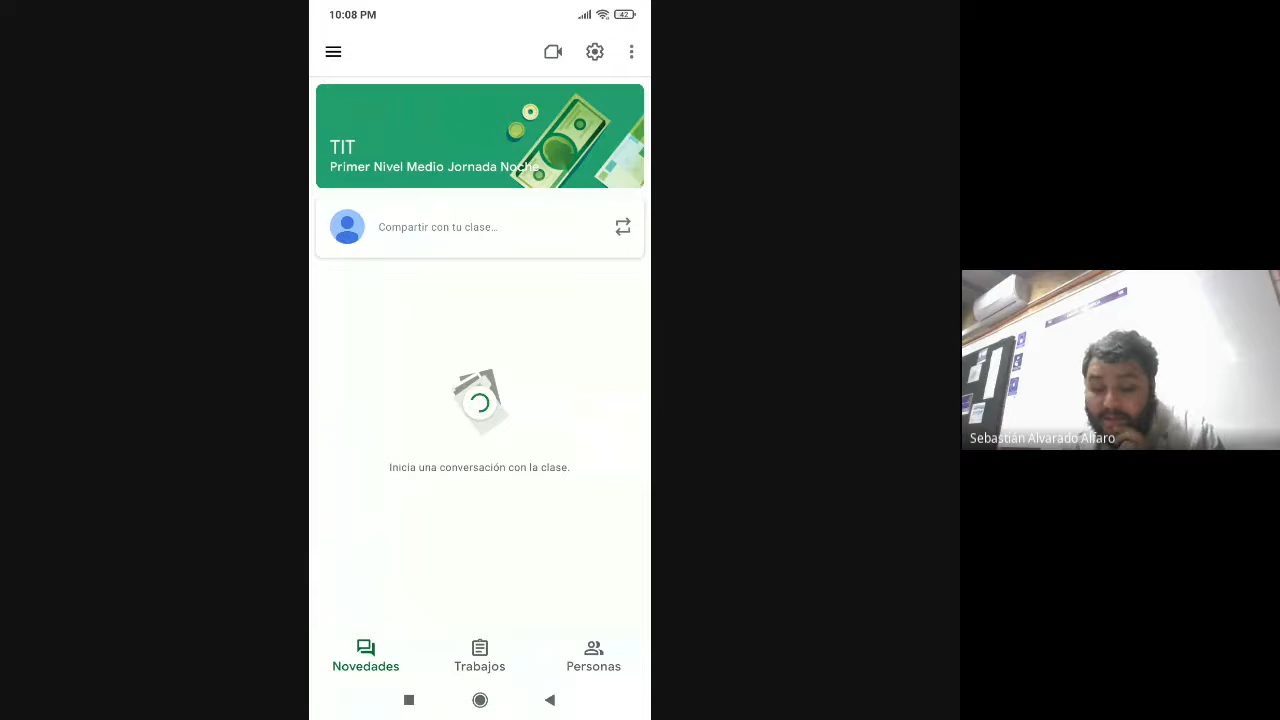 10:08 PM
42
TIT
Primer Nivel Medio Jornada Noche
Compartir con tu clase...
Inicia una conversación con la clase.
Novedades
Trabajos
Personas
Sebastián Alvarado Alfaro